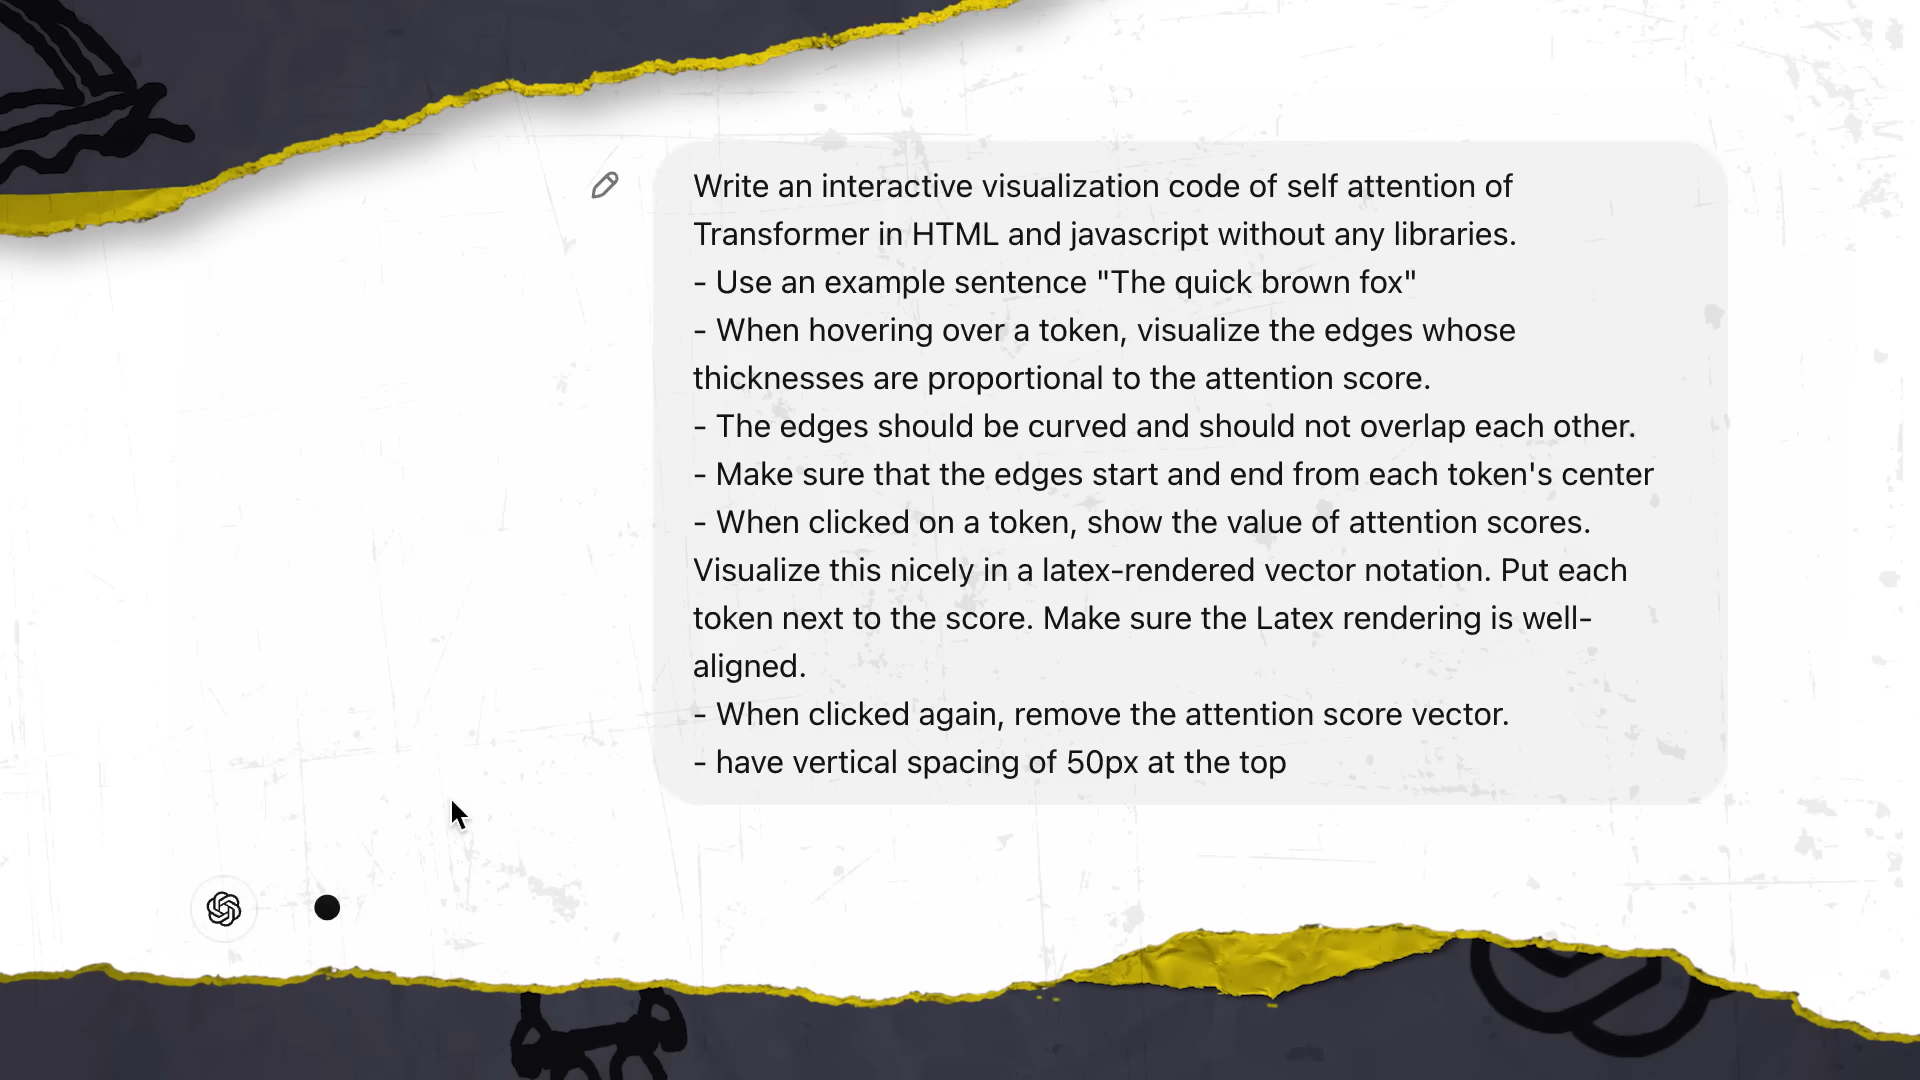 Write an interactive visualization code of self attention of
Transformer in HTML and javascript without any libraries.
- Use an example sentence "The quick brown fox"
- When hovering over a token, visualize the edges whose
thicknesses are proportional to the attention score.
- The edges should be curved and should not overlap each other.
- Make sure that the edges start and end from each token's center
- When clicked on a token, show the value of attention scores.
Visualize this nicely in a latex-rendered vector notation. Put each
token next to the score. Make sure the Latex rendering is well-
aligned.
- When clicked again, remove the attention score vector.
- have vertical spacing of 50px at the top